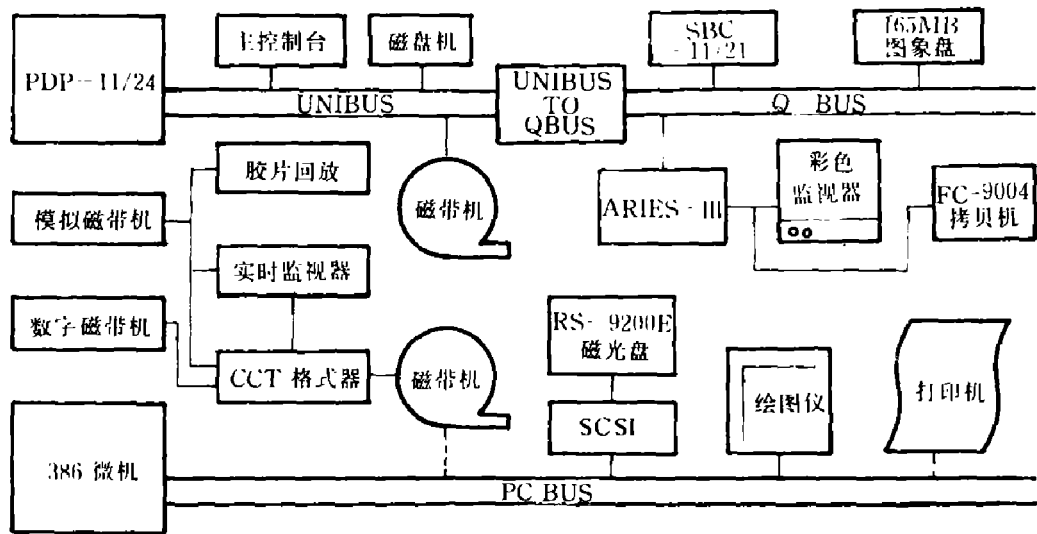 PDP-11/24
主控制台
磁盘机
UNIBUS
UNIBUS
TO
QBUS
SBC
-11/21
165MB
图象盘
Q BUS
胶片回放
模拟磁带机
实时监视器
数字磁带机
CCT 格式器
磁带机
ARIES-III
彩色
监视器
FC-9004
拷贝机
磁带机
RS-9200E
磁光盘
SCSI
绘图仪
打印机
386 微机
PC BUS